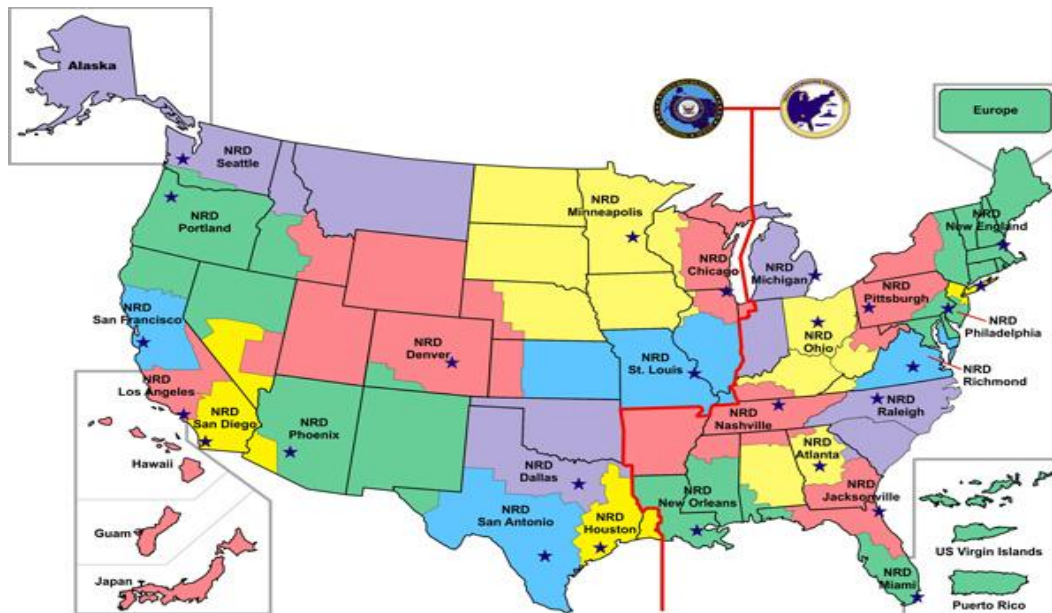 Alaska
Europe
NRD
Seattle
NRD
Portland
NRD
Minneapolis
NRD
New England
NRD
Chicago
NRD
Michigan
NRD
Pittsburgh
NRD
Philadelphia
NRD
San Francisco
NRD
Denver
NRD
St. Louis
NRD
Ohio
NRD
Richmond
NRD
Los Angeles
NRD
San Diego
NRD
Phoenix
NRD
Nashville
NRD
Raleigh
NRD
Dallas
NRD
Atlanta
NRD
Jacksonville
NRD
New Orleans
NRD
San Antonio
NRD
Houston
NRD
Miami
Hawaii
Guam
Japan
US Virgin Islands
Puerto Rico